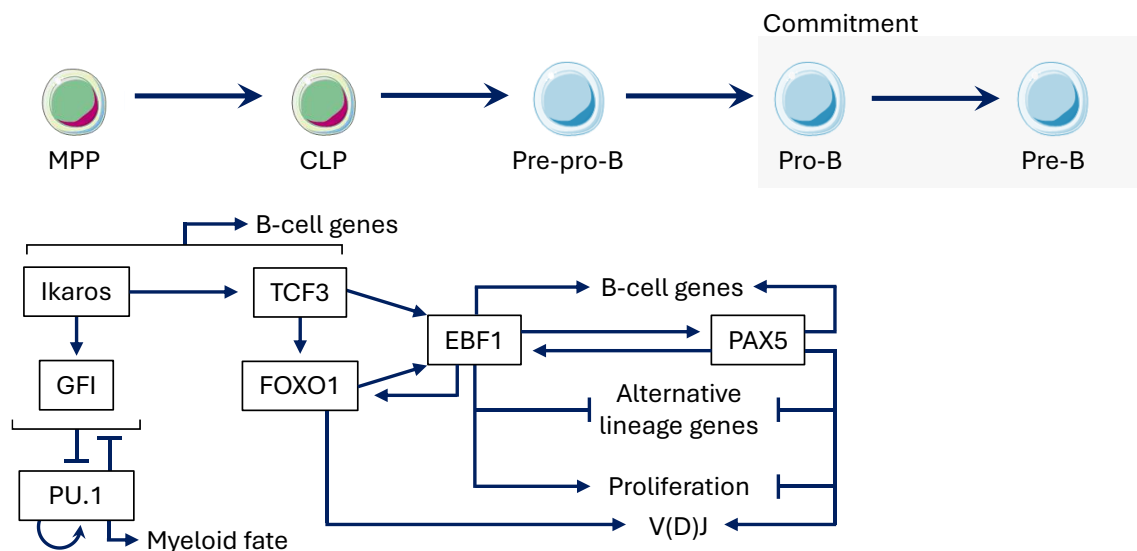 Commitment
MPP
CLP
Pre-pro-B
Pro-B
Pre-B
B-cell genes
Ikaros
TCF3
B-cell genes
EBF1
PAX5
GFI
FOXO1
Alternative
lineage genes
PU.1
Proliferation
V(D)J
Myeloid fate